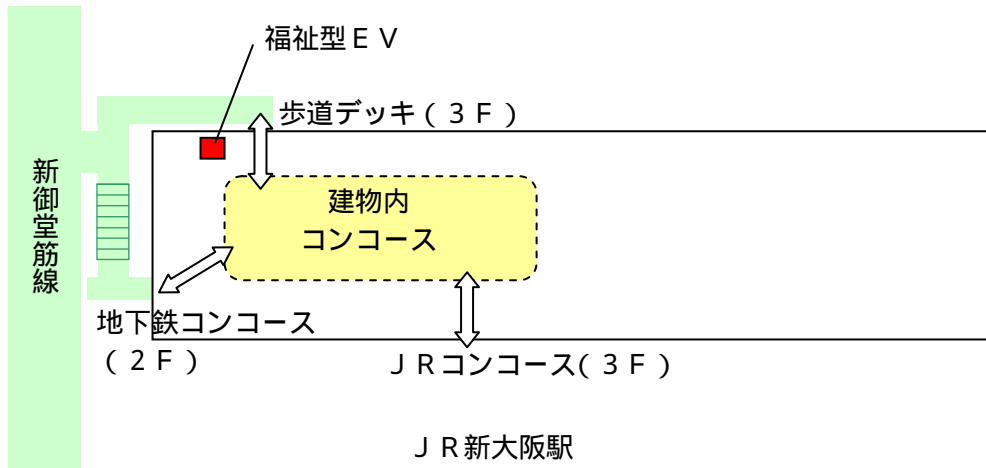 福祉型ＥＶ
歩道デッキ（３Ｆ）
新御堂筋線
建物内
コンコース
地下鉄コンコース
（２Ｆ）
ＪＲコンコース(３Ｆ）
ＪＲ新大阪駅